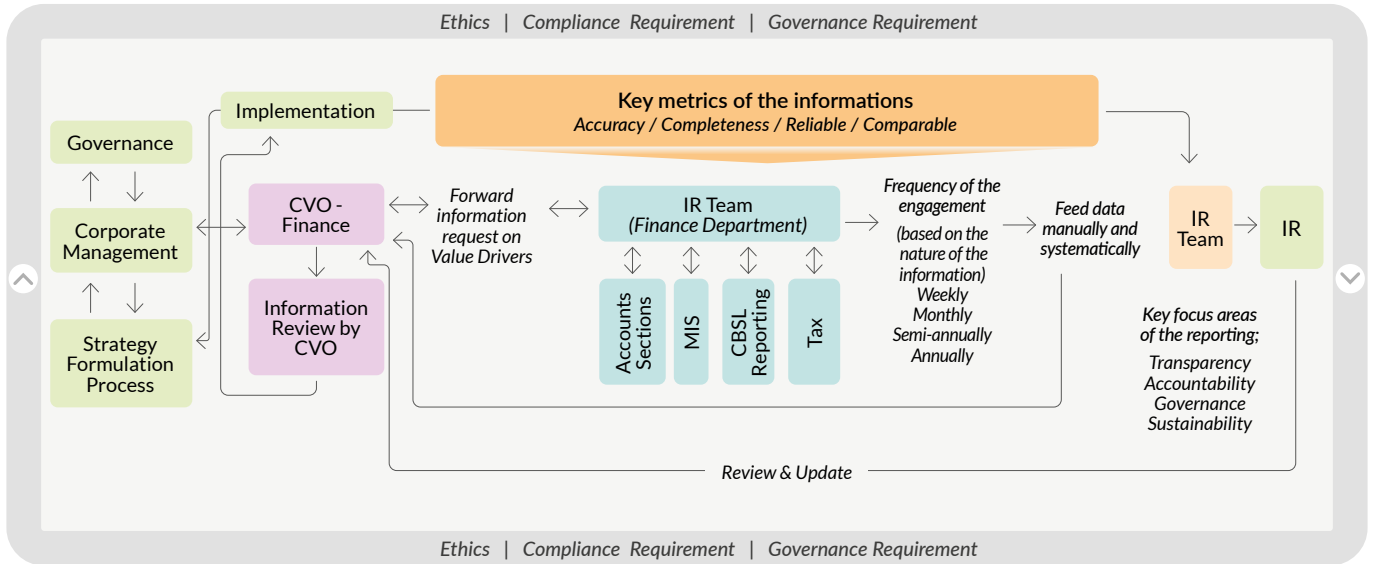 Ethics | Compliance Requirement | Governance Requirement
Implementation
Key metrics of the informations
Accuracy / Completeness / Reliable / Comparable
Governance
Corporate
Management
Strategy
Formulation
Process
CVO -
Finance
Information
Review by
CVO
Forward
information
request on
Value Drivers
IR Team
(Finance Department)
Accounts
Sections
MIS
CBSL
Reporting
Tax
Frequency of the
engagement
(based on the
nature of the
information)
Weekly
Monthly
Semi-annually
Annually
Feed data
manually and
systematically
IR
Team
IR
Key focus areas
of the reporting;
Transparency
Accountability
Governance
Sustainability
Review & Update
Ethics | Compliance Requirement | Governance Requirement